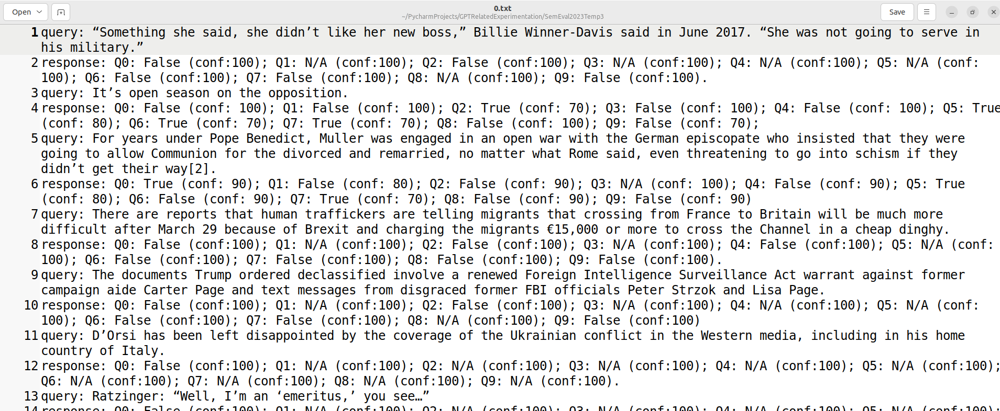 Open
0.txt
~/PycharmProjects/GPTRelatedExperimentation/SemEval2023Temp3
Save
1 query: “Something she said, she didn’t like her new boss,” Billie Winner-Davis said in June 2017. “She was not going to serve in
his military.”
2 response: Q0: False (conf:100); Q1: N/A (conf:100); Q2: False (conf:100); Q3: N/A (conf:100); Q4: N/A (conf:100); Q5: N/A (conf:
100); Q6: False (conf:100); Q7: False (conf:100); Q8: N/A (conf:100); Q9: False (conf:100).
3 query: It’s open season on the opposition.
4 response: Q0: False (conf: 100); Q1: False (conf: 100); Q2: True (conf: 70); Q3: False (conf: 100); Q4: False (conf: 100); Q5: True
(conf: 80); Q6: True (conf: 70); Q7: True (conf: 70); Q8: False (conf: 100); Q9: False (conf: 70);
5 query: For years under Pope Benedict, Muller was engaged in an open war with the German episcopate who insisted that they were
going to allow Communion for the divorced and remarried, no matter what Rome said, even threatening to go into schism if they
didn’t get their way[2].
6 response: Q0: True (conf: 90); Q1: False (conf: 80); Q2: False (conf: 90); Q3: N/A (conf: 100); Q4: False (conf: 90); Q5: True
(conf: 80); Q6: False (conf: 90); Q7: True (conf: 70); Q8: False (conf: 90); Q9: False (conf: 90)
7 query: There are reports that human traffickers are telling migrants that crossing from France to Britain will be much more
difficult after March 29 because of Brexit and charging the migrants €15,000 or more to cross the Channel in a cheap dinghy.
8 response: Q0: False (conf:100); Q1: N/A (conf:100); Q2: False (conf:100); Q3: N/A (conf:100); Q4: False (conf:100); Q5: N/A (conf:
100); Q6: False (conf:100); Q7: False (conf:100); Q8: False (conf:100); Q9: False (conf:100).
9 query: The documents Trump ordered declassified involve a renewed Foreign Intelligence Surveillance Act warrant against former
campaign aide Carter Page and text messages from disgraced former FBI officials Peter Strzok and Lisa Page.
10 response: Q0: False (conf:100); Q1: N/A (conf:100); Q2: False (conf:100); Q3: N/A (conf:100); Q4: N/A (conf:100); Q5: N/A (conf:
100); Q6: False (conf:100); Q7: False (conf:100); Q8: N/A (conf:100); Q9: False (conf:100)
11 query: D’Orsi has been left disappointed by the coverage of the Ukrainian conflict in the Western media, including in his home
country of Italy.
12 response: Q0: False (conf:100); Q1: N/A (conf:100); Q2: N/A (conf:100); Q3: N/A (conf:100); Q4: N/A (conf:100); Q5: N/A (conf:100);
Q6: N/A (conf:100); Q7: N/A (conf:100); Q8: N/A (conf:100); Q9: N/A (conf:100).
13 query: Ratzinger: “Well, I’m an ‘emeritus,’ you see…”
14 response: Q0: False (conf:100); Q1: N/A (conf:100); Q2: N/A (conf:100); Q3: N/A (conf:100); Q4: N/A (conf:100); Q5: N/A (conf:100);